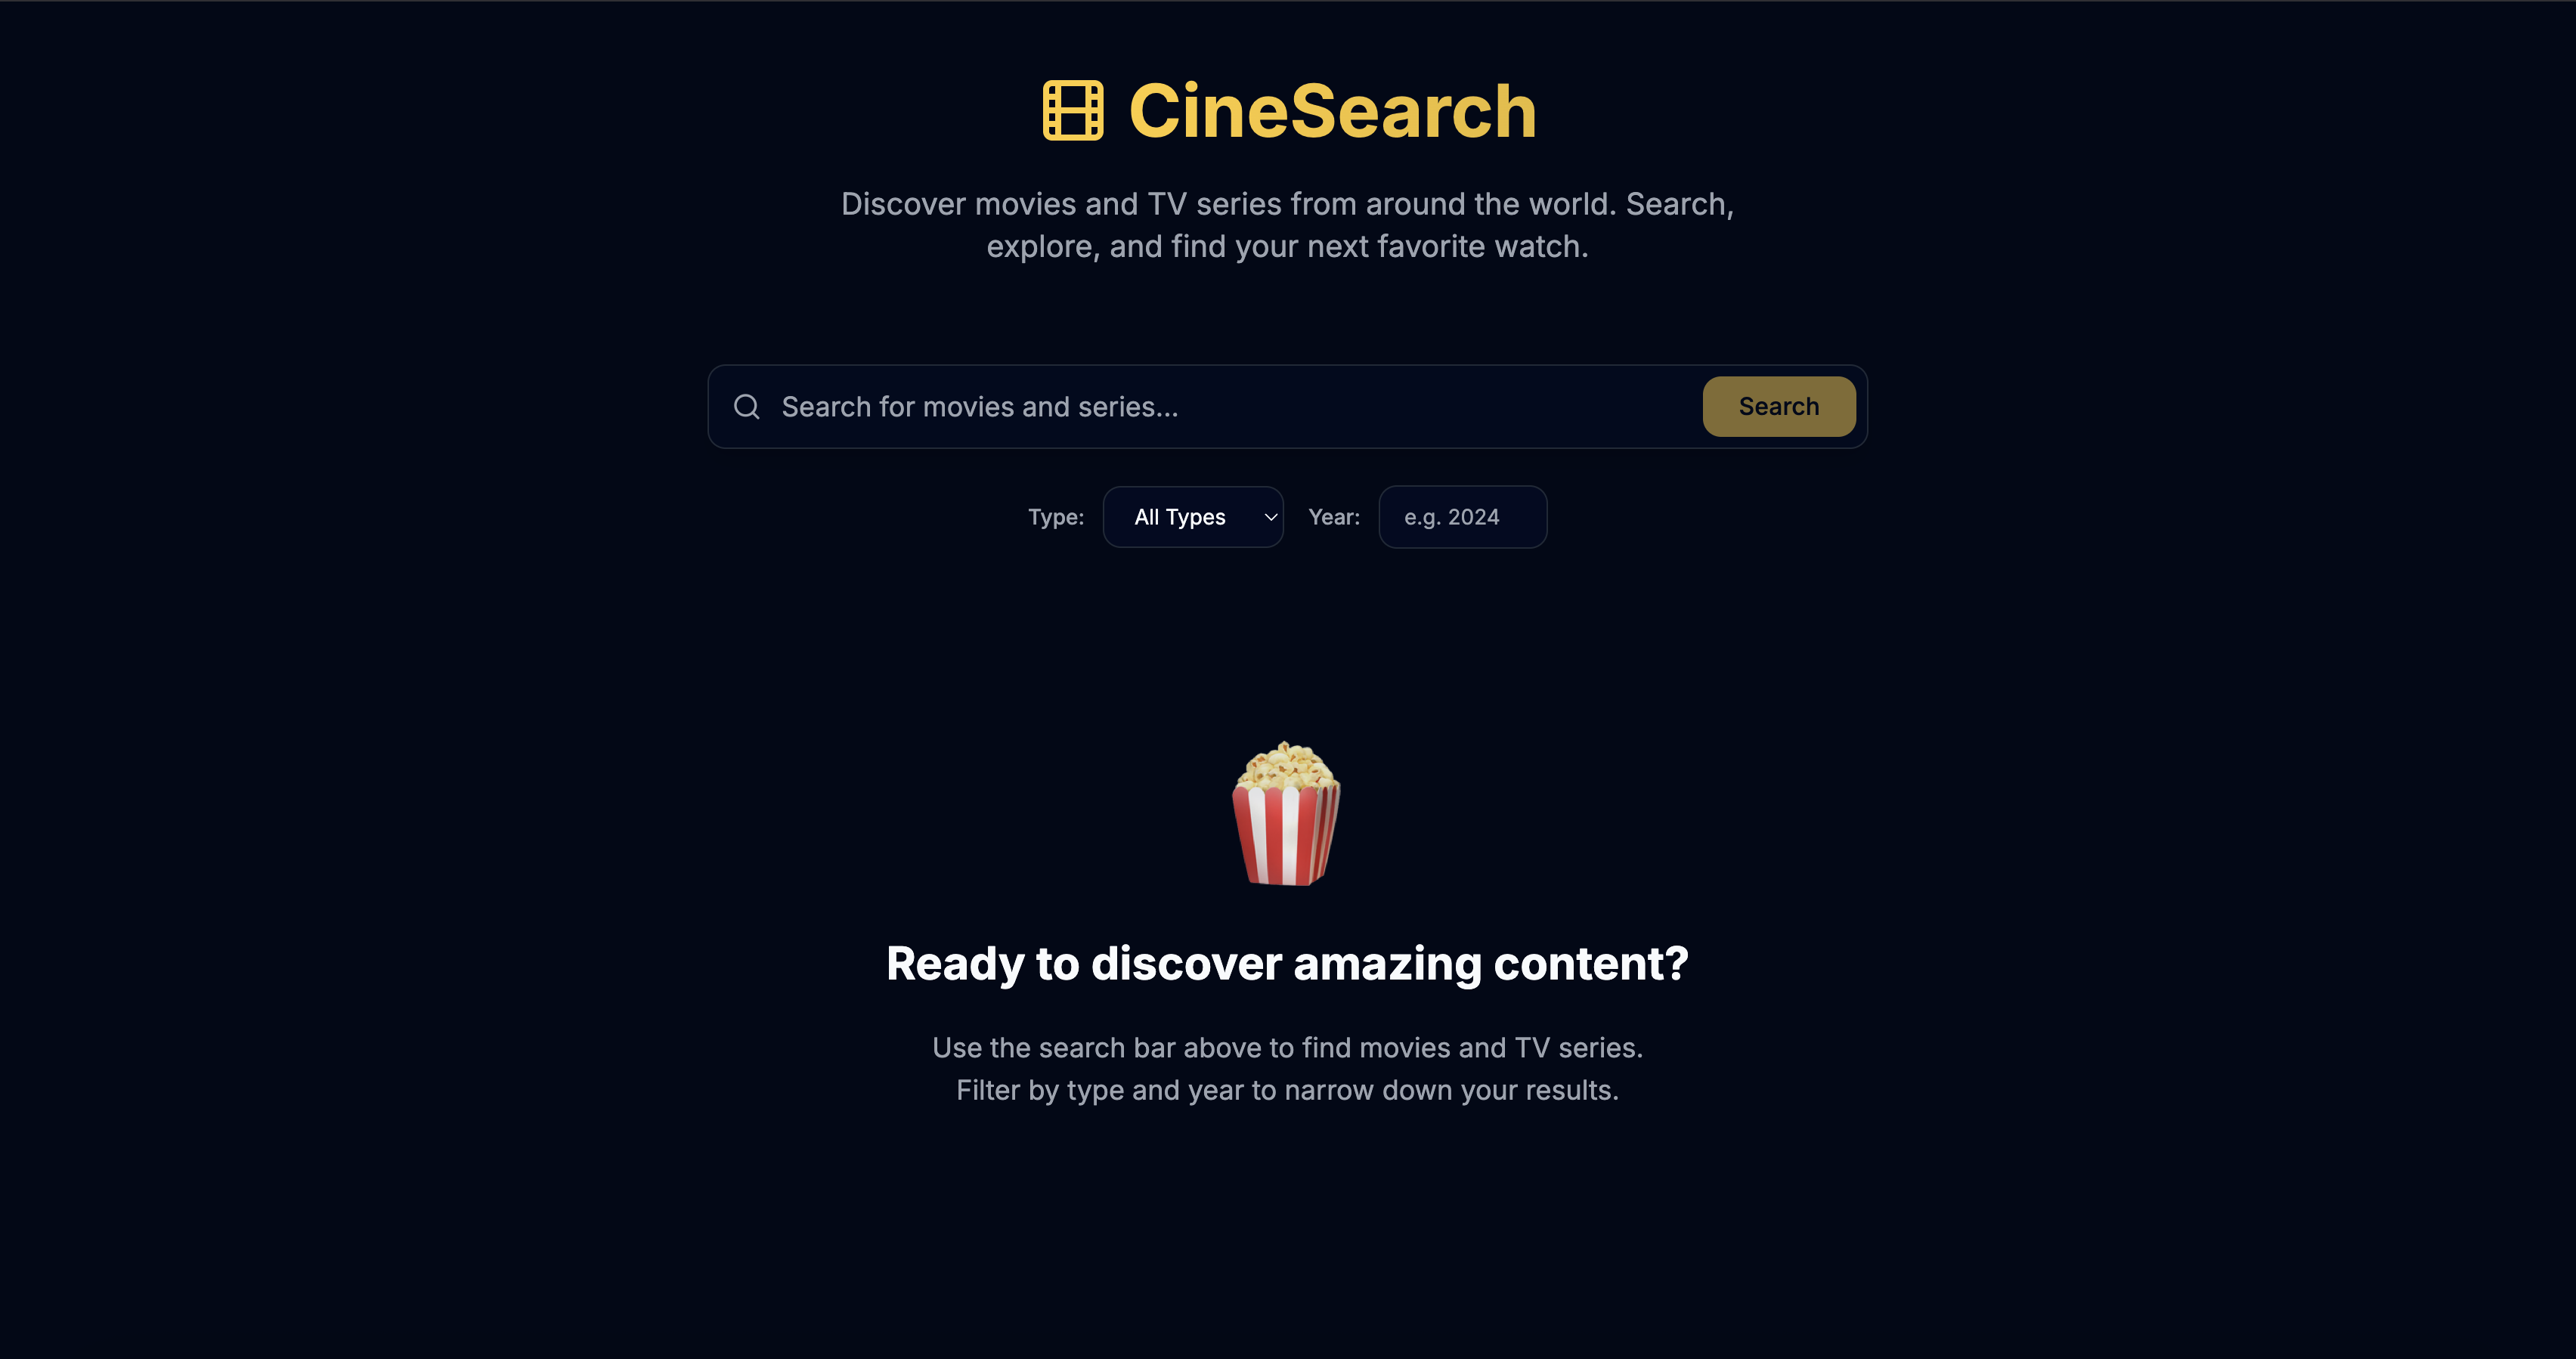 CineSearch
Discover movies and TV series from around the world. Search,
explore, and find your next favorite watch.
Search for movies and series...
Search
Type:
All Types
Year:
e.g. 2024
Ready to discover amazing content?
Use the search bar above to find movies and TV series.
Filter by type and year to narrow down your results.